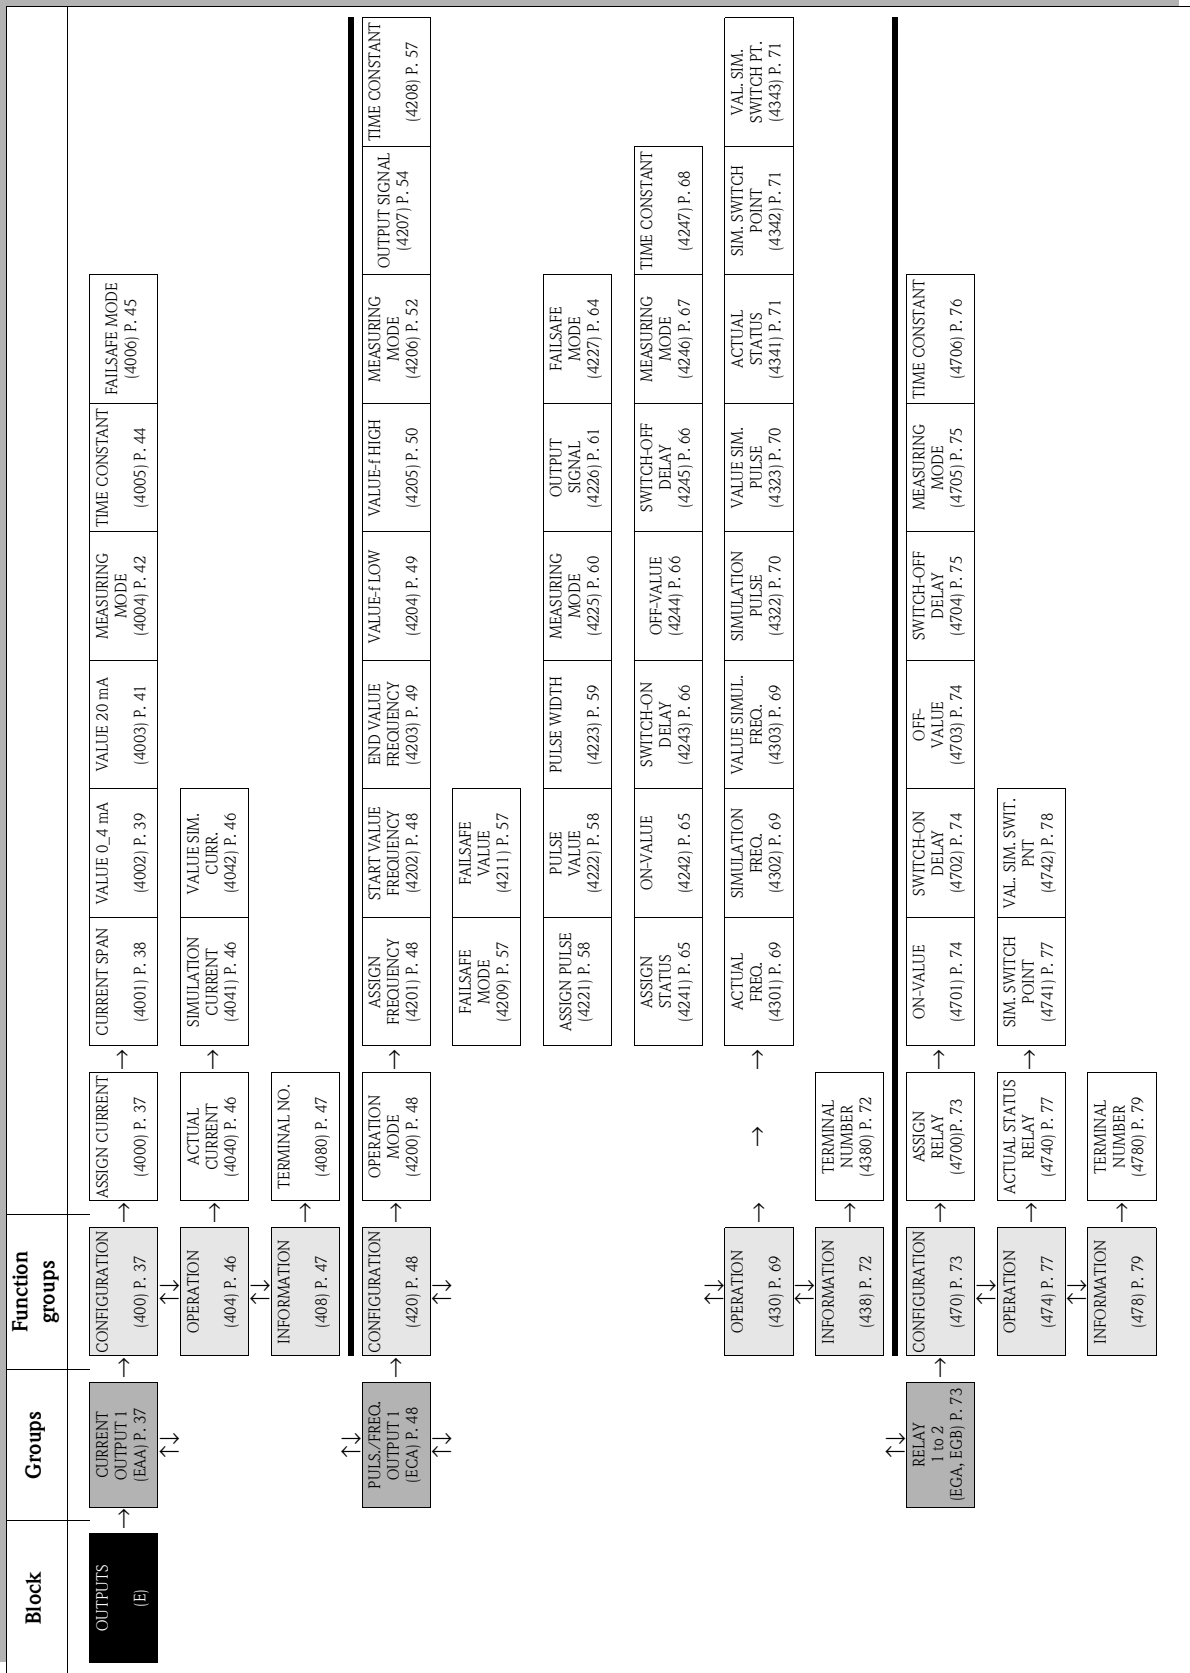 Block
Groups
Function
groups
OUTPUTS
(E)
CURRENT
OUTPUT 1
(EAA) P. 37
CONFIGURATION
(400) P. 37
ASSIGN CURRENT
(4000) P. 37
CURRENT SPAN
(4001) P. 38
VALUE 0_4 mA
(4002) P. 39
VALUE 20 mA
(4003) P. 41
MEASURING
MODE
(4004) P. 42
TIME CONSTANT
(4005) P. 44
FAILSAFE MODE
(4006) P. 45
OPERATION
(404) P. 46
ACTUAL
CURRENT
(4040) P. 46
SIMULATION
CURRENT
(4041) P. 46
VALUE SIM.
CURR.
(4042) P. 46
INFORMATION
(408) P. 47
TERMINAL NO.
(4080) P. 47
PULS./FREQ.
OUTPUT 1
(ECA) P. 48
CONFIGURATION
(420) P. 48
OPERATION
MODE
(4200) P. 48
ASSIGN
FREQUENCY
(4201) P. 48
START VALUE
FREQUENCY
(4202) P. 48
END VALUE
FREQUENCY
(4203) P. 49
VALUE-f LOW
(4204) P. 49
VALUE-f HIGH
(4205) P. 50
MEASURING
MODE
(4206) P. 52
OUTPUT SIGNAL
(4207) P. 54
TIME CONSTANT
(4208) P. 57
FAILSAFE
MODE
(4209) P. 57
FAILSAFE
VALUE
(4211) P. 57
ASSIGN PULSE
(4221) P. 58
PULSE
VALUE
(4222) P. 58
PULSE WIDTH
(4223) P. 59
MEASURING
MODE
(4225) P. 60
OUTPUT
SIGNAL
(4226) P. 61
FAILSAFE
MODE
(4227) P. 64
ASSIGN
STATUS
(4241) P. 65
ON-VALUE
(4242) P. 65
SWITCH-ON
DELAY
(4243) P. 66
OFF-VALUE
(4244) P. 66
SWITCH-OFF
DELAY
(4245) P. 66
MEASURING
MODE
(4246) P. 67
TIME CONSTANT
(4247) P. 68
OPERATION
(430) P. 69
ACTUAL
FREQ.
(4301) P. 69
SIMULATION
FREQ.
(4302) P. 69
VALUE SIMUL.
FREQ.
(4303) P. 69
SIMULATION
PULSE
(4322) P. 70
VALUE SIM.
PULSE
(4323) P. 70
ACTUAL
STATUS
(4341) P. 71
SIM. SWITCH
POINT
(4342) P. 71
VAL. SIM.
SWITCH PT.
(4343) P. 71
INFORMATION
(438) P. 72
TERMINAL
NUMBER
(4380) P. 72
RELAY
1 to 2
(EGA, EGB) P. 73
CONFIGURATION
(470) P. 73
ASSIGN
RELAY
(4700)P. 73
ON-VALUE
(4701) P. 74
SWITCH-ON
DELAY
(4702) P. 74
OFF-
VALUE
(4703) P. 74
SWITCH-OFF
DELAY
(4704) P. 75
MEASURING
MODE
(4705) P. 75
TIME CONSTANT
(4706) P. 76
OPERATION
(474) P. 77
ACTUAL STATUS
RELAY
(4740) P. 77
SIM. SWITCH
POINT
(4741) P. 77
VAL. SIM. SWIT.
PNT
(4742) P. 78
INFORMATION
(478) P. 79
TERMINAL
NUMBER
(4780) P. 79